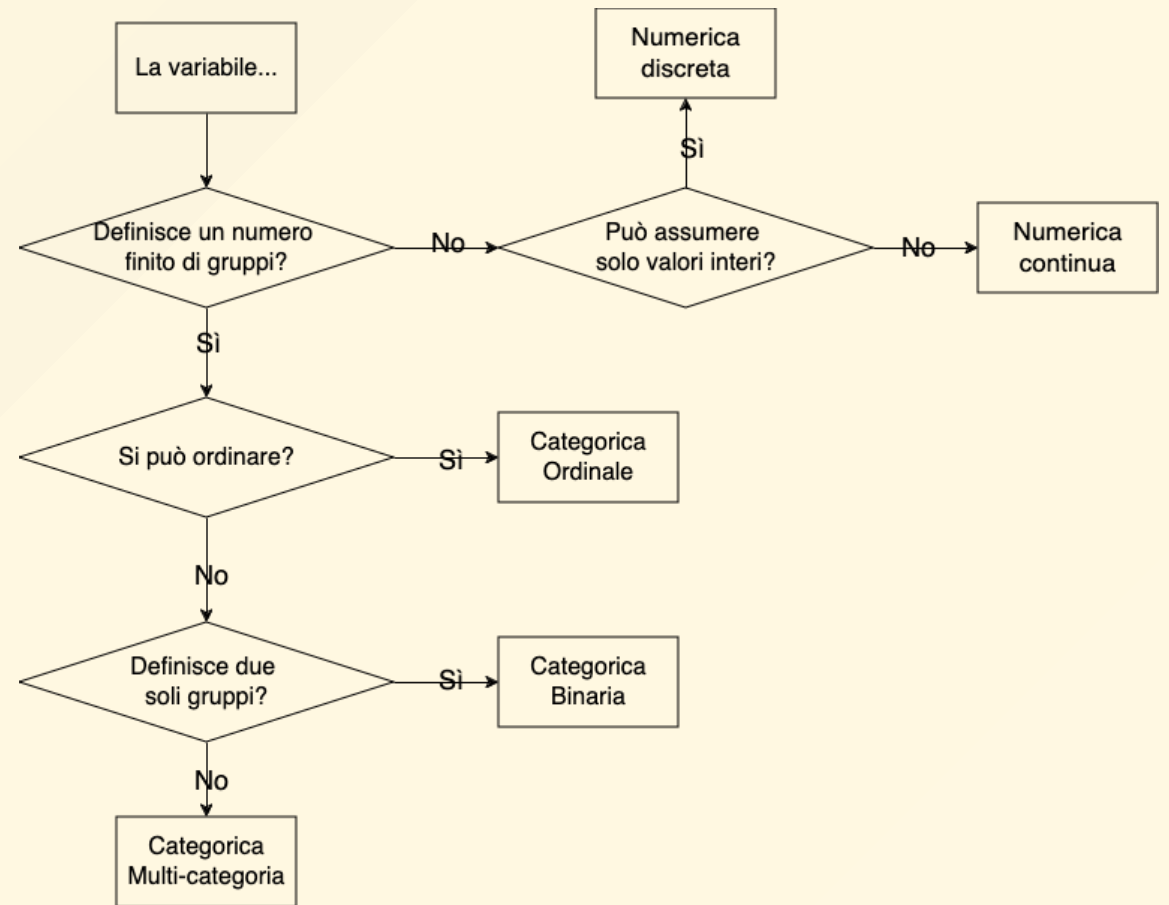 La variabile...
Numerica
discreta
Sì
Definisce un numero
finito di gruppi?
No
Può assumere
solo valori interi?
No
Numerica
continua
Sì
Si può ordinare?
Sì
Categorica
Ordinale
No
Definisce due
soli gruppi?
Sì
Categorica
Binaria
No
Categorica
Multi-categoria